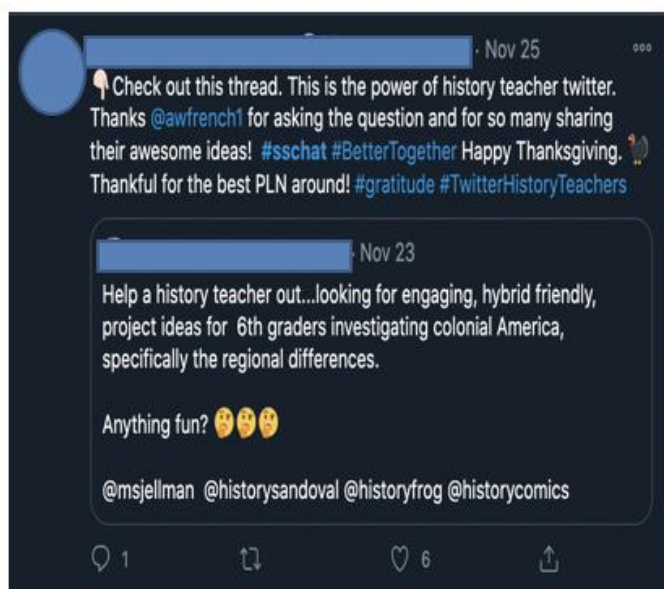 · Nov 25
👇🏻Check out this thread. This is the power of history teacher twitter.
Thanks @awfrench1 for asking the question and for so many sharing
their awesome ideas! #sschat #BetterTogether Happy Thanksgiving. 🦃
Thankful for the best PLN around! #gratitude #TwitterHistoryTeachers
· Nov 23
Help a history teacher out...looking for engaging, hybrid friendly,
project ideas for 6th graders investigating colonial America,
specifically the regional differences.
Anything fun? 🤔🤔🤔
@msjellman @historysandoval @historyfrog @historycomics
1 6